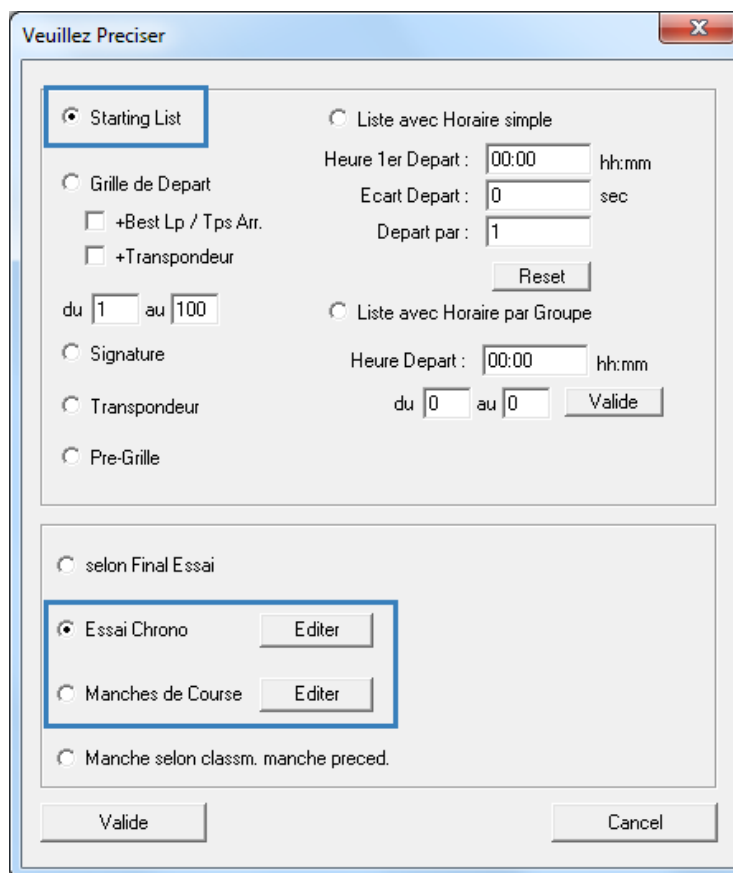 Veuillez Preciser
Starting List
Grille de Depart
+Best Lp / Tps Arr.
+Transpondeur
du 1 au 100
Signature
Transpondeur
Pre-Grille
Liste avec Horaire simple
Heure 1er Depart : 00:00 hh:mm
Ecart Depart : 0 sec
Depart par : 1
Reset
Liste avec Horaire par Groupe
Heure Depart : 00:00 hh:mm
du 0 au 0 Valide
selon Final Essai
Essai Chrono Editer
Manches de Course Editer
Manche selon classm. manche preced.
Valide Cancel